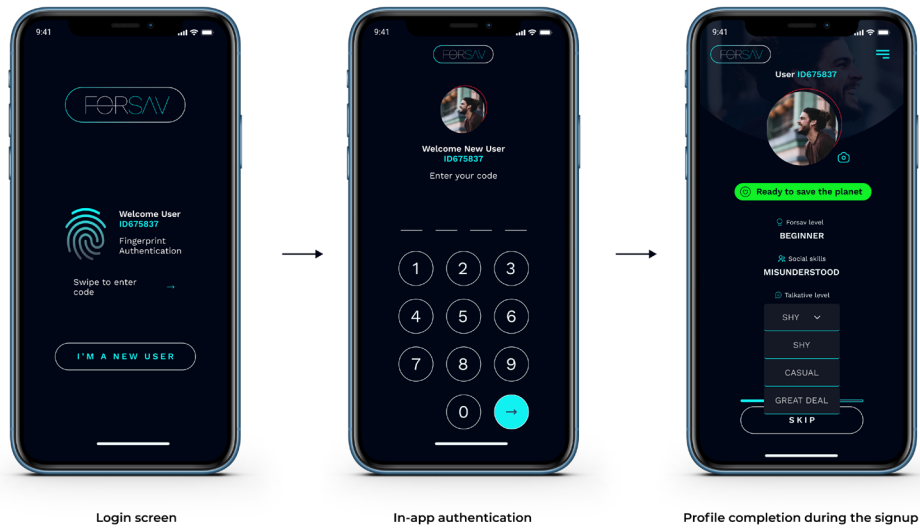 9:41
FORSAV
Welcome User
ID675837
Fingerprint
Authentication
Swipe to enter
code →
I'M A NEW USER
Login screen
9:41
FORSAV
Welcome New User
ID675837
Enter your code
1 2 3
4 5 6
7 8 9
0 →
In-app authentication
9:41
FORSAV
User ID675837
Ready to save the planet
Forsav level
BEGINNER
Social skills
MISUNDERSTOOD
Talkative level
SHY
SHY
CASUAL
GREAT DEAL
SKIP
Profile completion during the signup